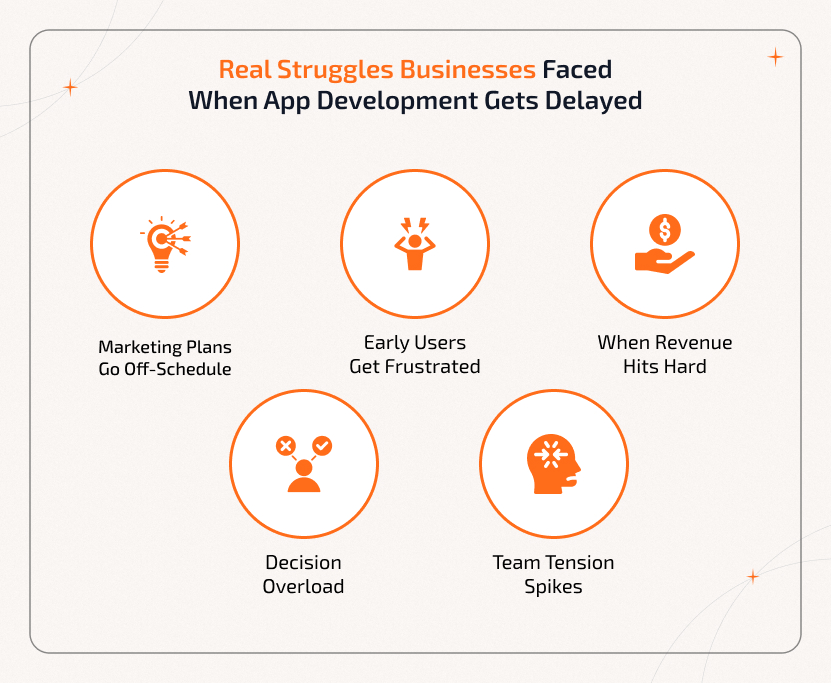 Real Struggles Businesses Faced
When App Development Gets Delayed
Marketing Plans
Go Off-Schedule
Early Users
Get Frustrated
When Revenue
Hits Hard
Decision
Overload
Team Tension
Spikes